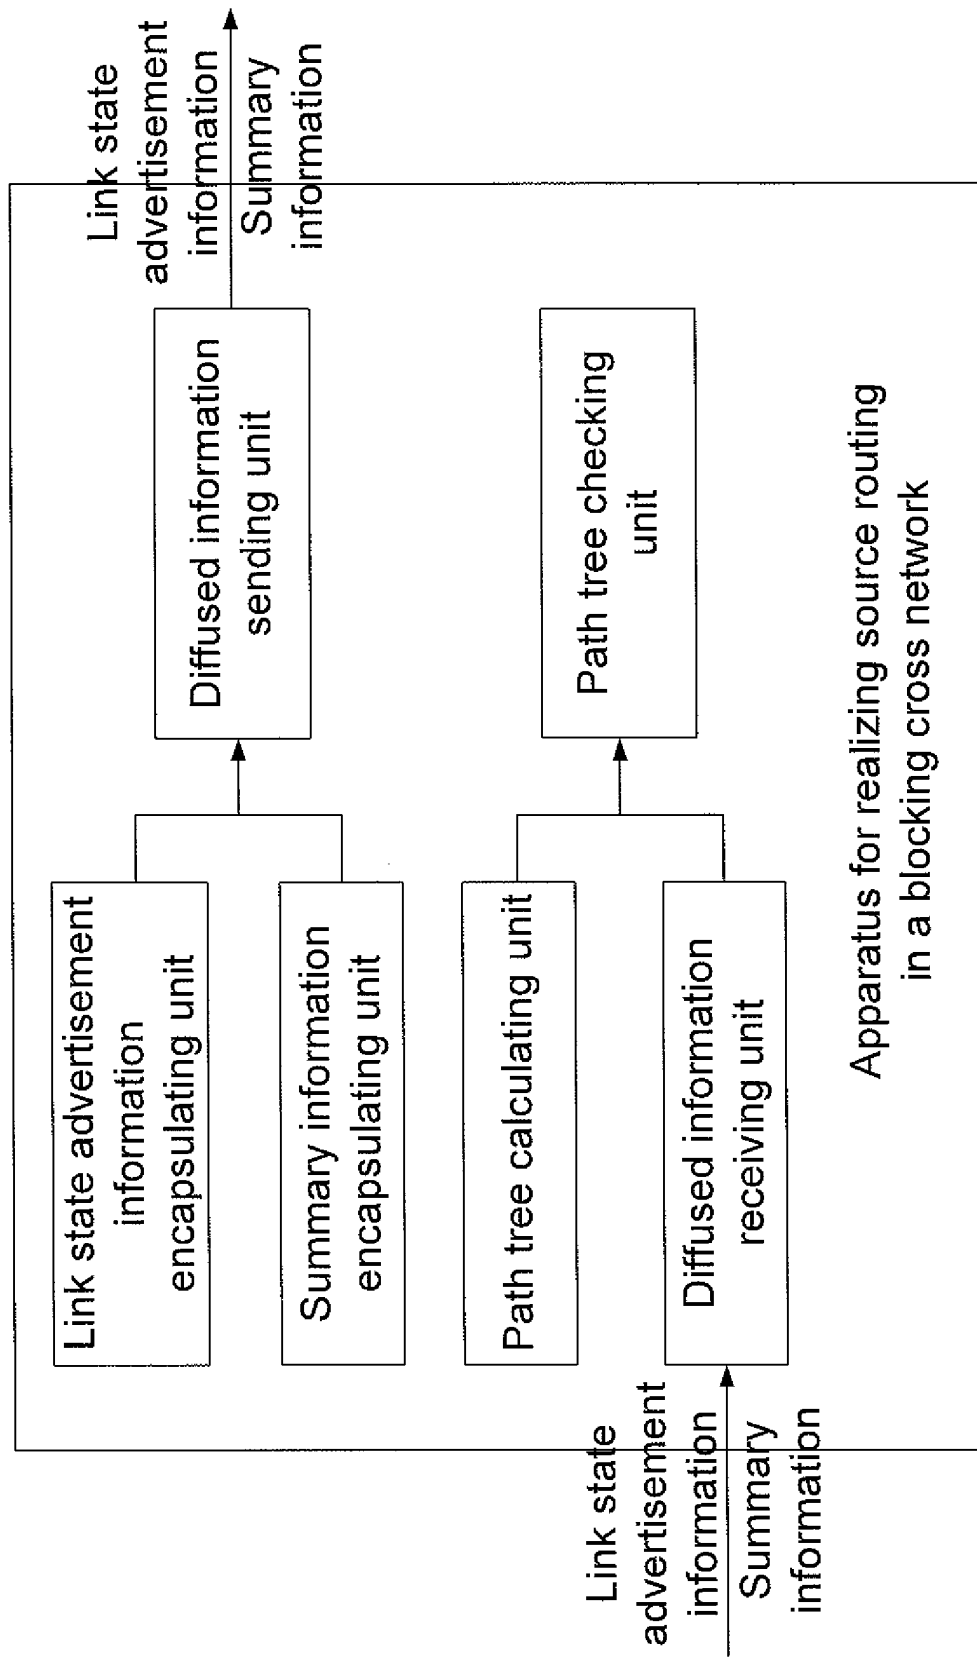 Link state advertisement
information
encapsulating unit
Summary information
encapsulating unit
Diffused information
sending unit
Link state
advertisement
information
Summary
information
Path tree calculating unit
Link state
advertisement
information
Summary
information
Diffused information
receiving unit
Path tree checking
unit
Apparatus for realizing source routing
in a blocking cross network